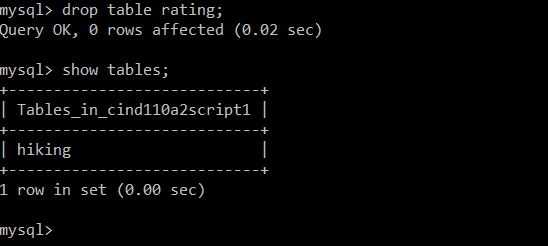 mysql> drop table rating;
Query OK, 0 rows affected (0.02 sec)
mysql> show tables;
+----------------------------+
| Tables_in_cind110a2script1 |
+----------------------------+
| hiking                     |
+----------------------------+
1 row in set (0.00 sec)
mysql>